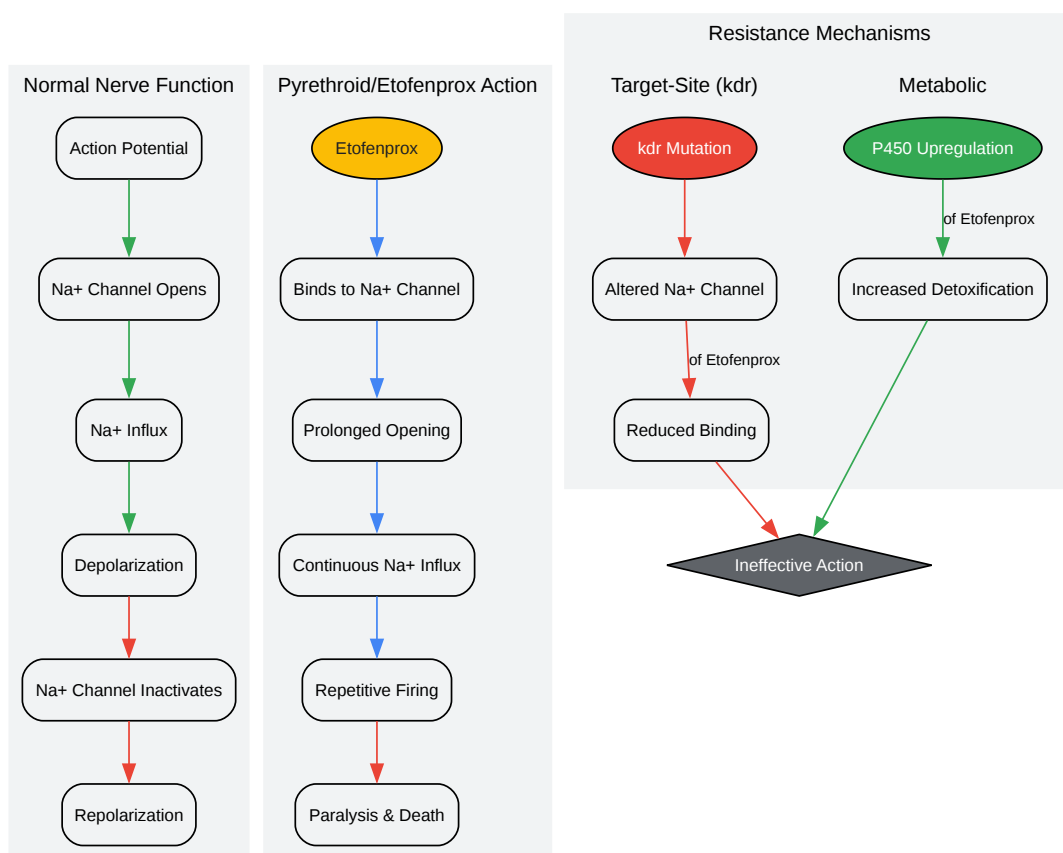 Normal Nerve Function
Action Potential
Na+ Channel Opens
Na+ Influx
Depolarization
Na+ Channel Inactivates
Repolarization
Pyrethroid/Etofenprox Action
Etofenprox
Binds to Na+ Channel
Prolonged Opening
Continuous Na+ Influx
Repetitive Firing
Paralysis & Death
Resistance Mechanisms
Target-Site (kdr)
kdr Mutation
Altered Na+ Channel
of Etofenprox
Reduced Binding
Metabolic
P450 Upregulation
of Etofenprox
Increased Detoxification
Ineffective Action